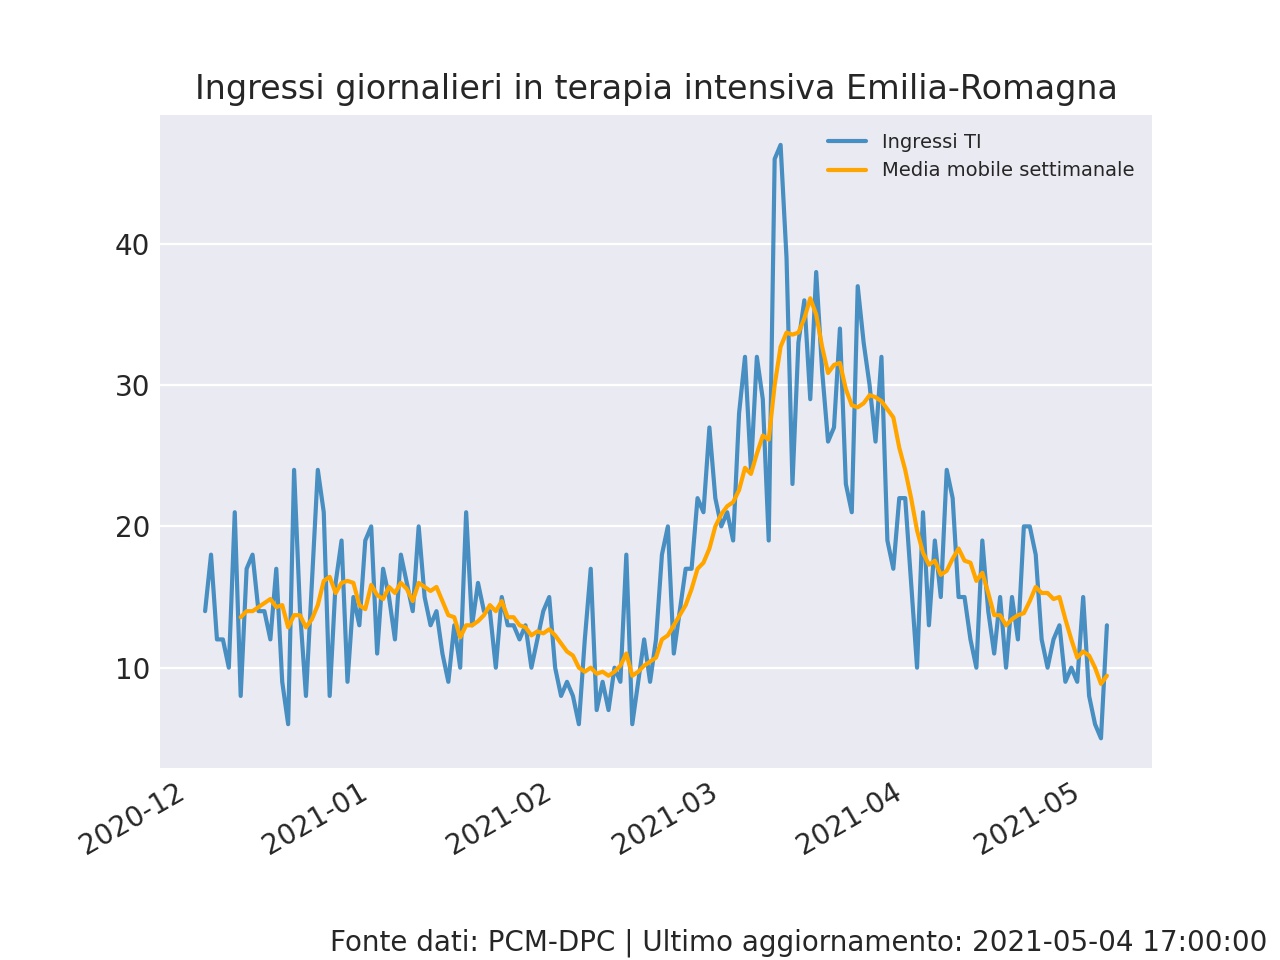 Ingressi giornalieri in terapia intensiva Emilia-Romagna
Ingressi TI
Media mobile settimanale
40
30
20
10
2020-12
2021-01
2021-02
2021-03
2021-04
2021-05
Fonte dati: PCM-DPC | Ultimo aggiornamento: 2021-05-04 17:00:00